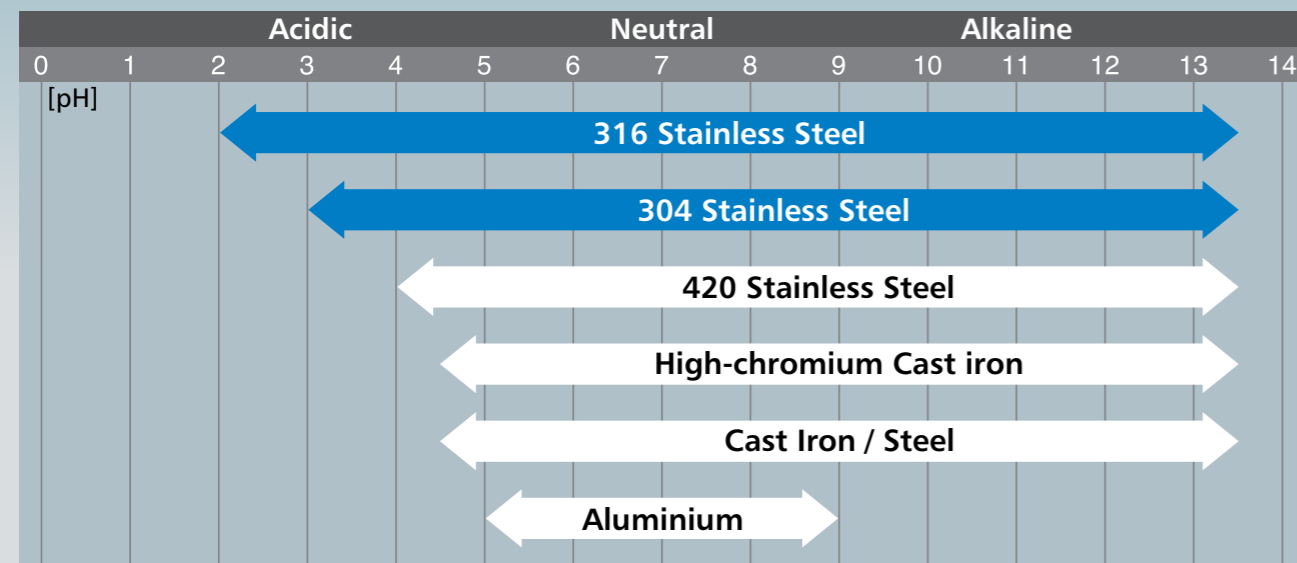 Acidic Neutral Alkaline
0 1 2 3 4 5 6 7 8 9 10 11 12 13 14
[pH]
316 Stainless Steel
304 Stainless Steel
420 Stainless Steel
High-chromium Cast iron
Cast Iron / Steel
Aluminium